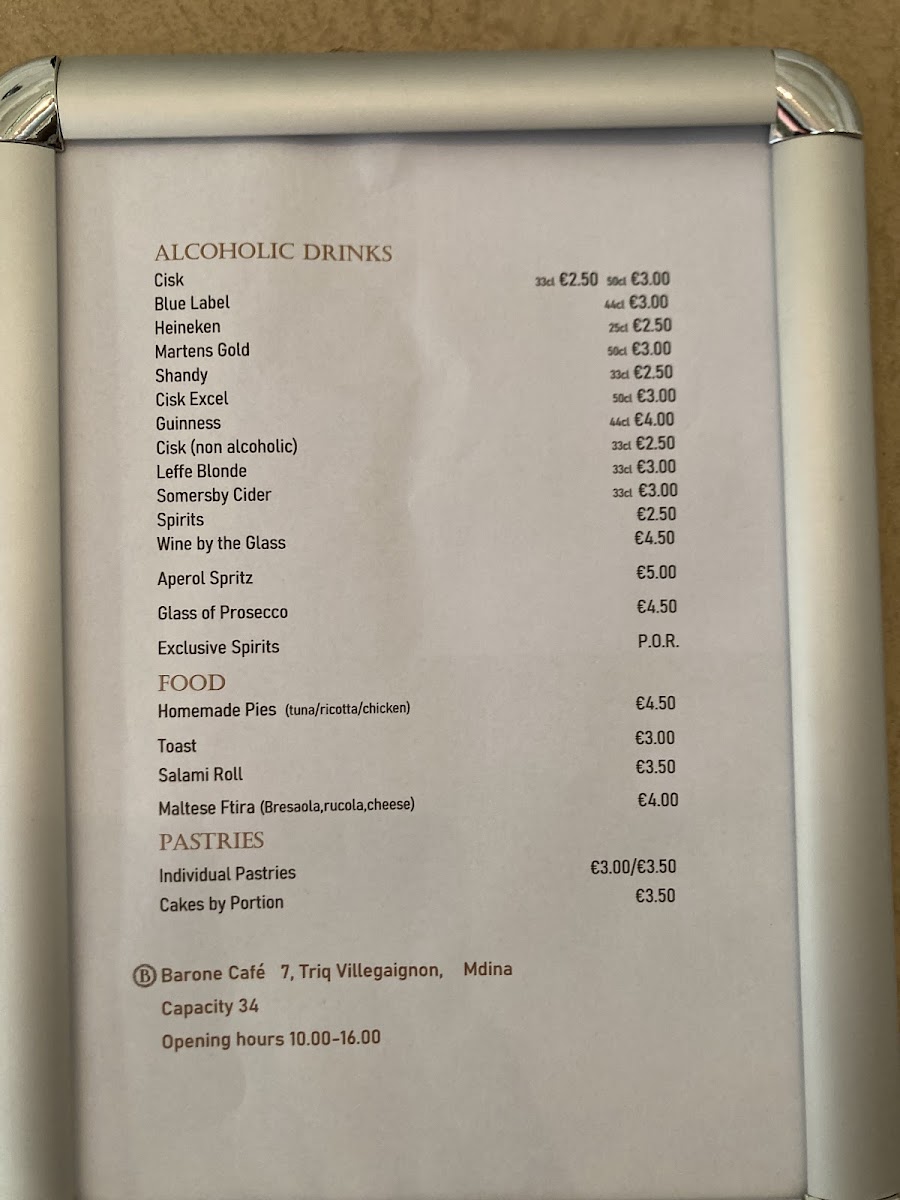 ALCOHOLIC DRINKS
Cisk 33cl €2.50 50cl €3.00
Blue Label 44cl €3.00
Heineken 25cl €2.50
Martens Gold 50cl €3.00
Shandy 33cl €2.50
Cisk Excel 50cl €3.00
Guinness 44cl €4.00
Cisk (non alcoholic) 33cl €2.50
Leffe Blonde 33cl €3.00
Somersby Cider 33cl €3.00
Spirits €2.50
Wine by the Glass €4.50
Aperol Spritz €5.00
Glass of Prosecco €4.50
Exclusive Spirits P.O.R.
FOOD
Homemade Pies (tuna/ricotta/chicken) €4.50
Toast €3.00
Salami Roll €3.50
Maltese Ftira (Bresaola,rucola,cheese) €4.00
PASTRIES
Individual Pastries €3.00/€3.50
Cakes by Portion €3.50
B Barone Café 7, Triq Villegaignon, Mdina
Capacity 34
Opening hours 10.00-16.00